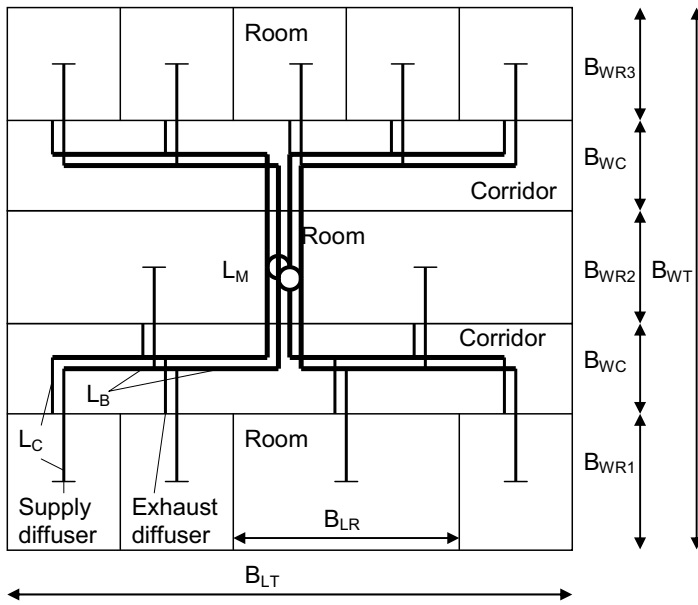 Room
B_WR3
B_WC
Corridor
Room
L_M
B_WR2
B_WT
Corridor
B_WC
L_B
L_C
Room
B_WR1
Supply
diffuser
Exhaust
diffuser
B_LR
B_LT